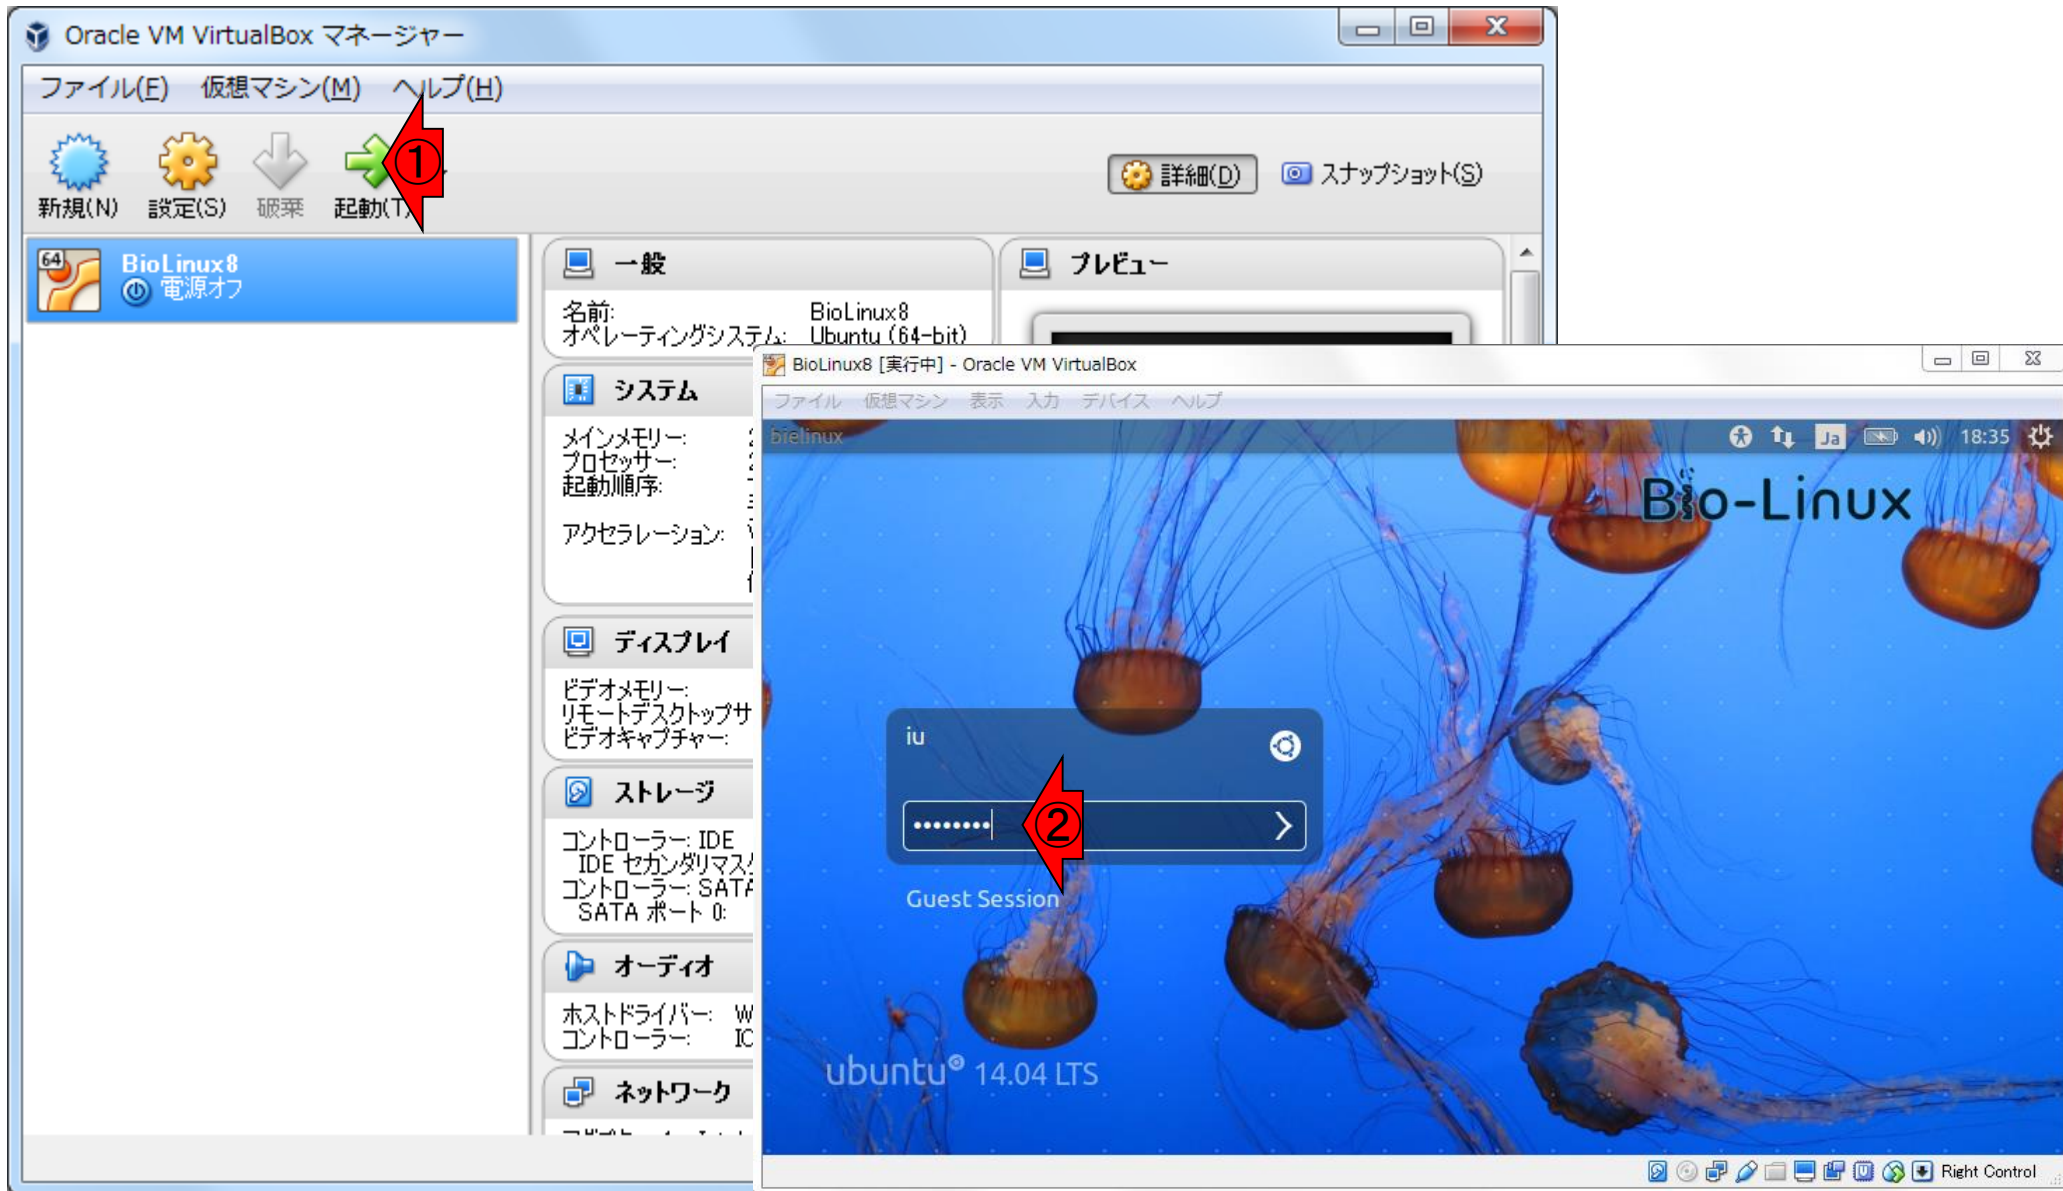 Oracle VM VirtualBox マネージャー
ファイル(F) 仮想マシン(M) ヘルプ(H)
①
新規(N) 設定(S) 破棄 起動(T)
詳細(D) スナップショット(S)
64
BioLinux8
電源オフ
一般
名前: BioLinux8
オペレーティングシステム: Ubuntu (64-bit)
プレビュー
システム
メインメモリー:
プロセッサー:
起動順序:
アクセラレーション:
ディスプレイ
ビデオメモリー:
リモートデスクトップサ
ビデオキャプチャー:
ストレージ
コントローラー: IDE
IDE セカンダリマスタ
コントローラー: SATA
SATA ポート 0:
オーディオ
ホストドライバー: W
コントローラー: IC
ネットワーク
BioLinux8 [実行中] - Oracle VM VirtualBox
ファイル 仮想マシン 表示 入力 デバイス ヘルプ
bielinux
Ja 18:35
Bio-Linux
iu
②
Guest Session
ubuntu 14.04 LTS
Right Control